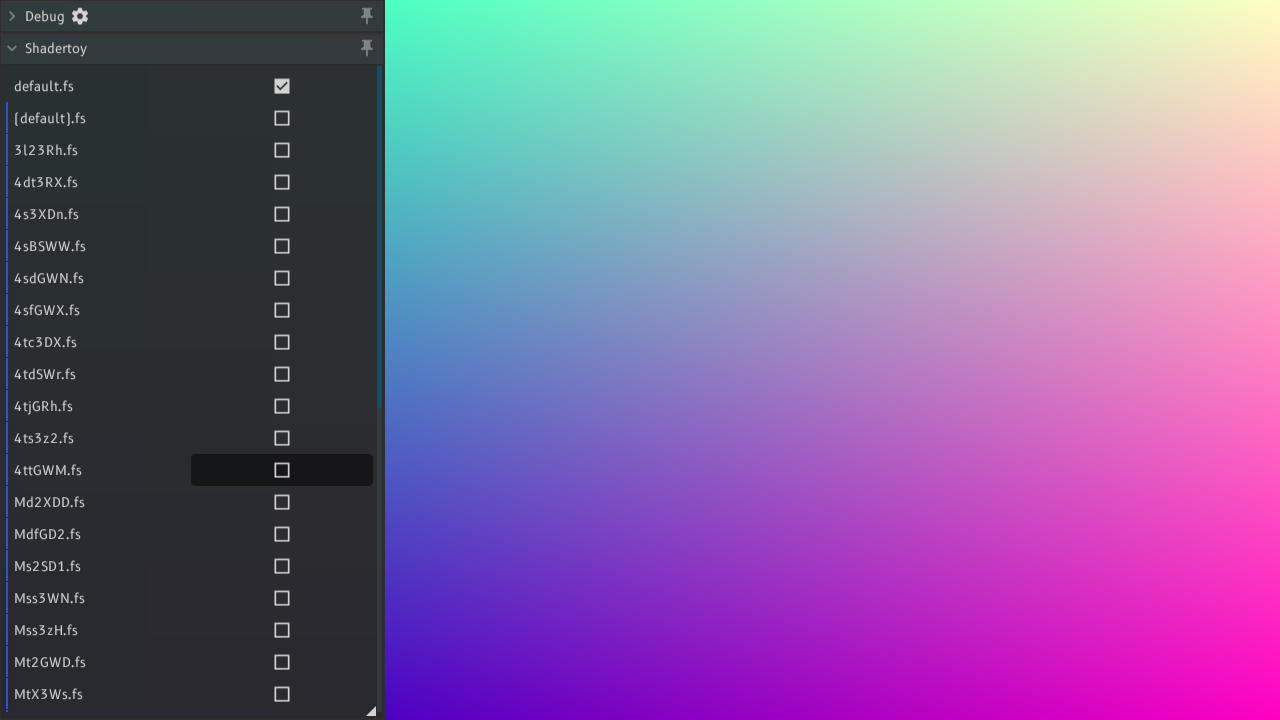 Debug
Shadertoy
default.fs
(default).fs
3l23Rh.fs
4dt3RX.fs
4s3XDn.fs
4sBSWW.fs
4sdGWN.fs
4sfGWX.fs
4tc3DX.fs
4tdSWr.fs
4tjGRh.fs
4ts3z2.fs
4ttGWM.fs
Md2XDD.fs
MdfGD2.fs
Ms2SD1.fs
Mss3WN.fs
Mss3zH.fs
Mt2GWD.fs
MtX3Ws.fs